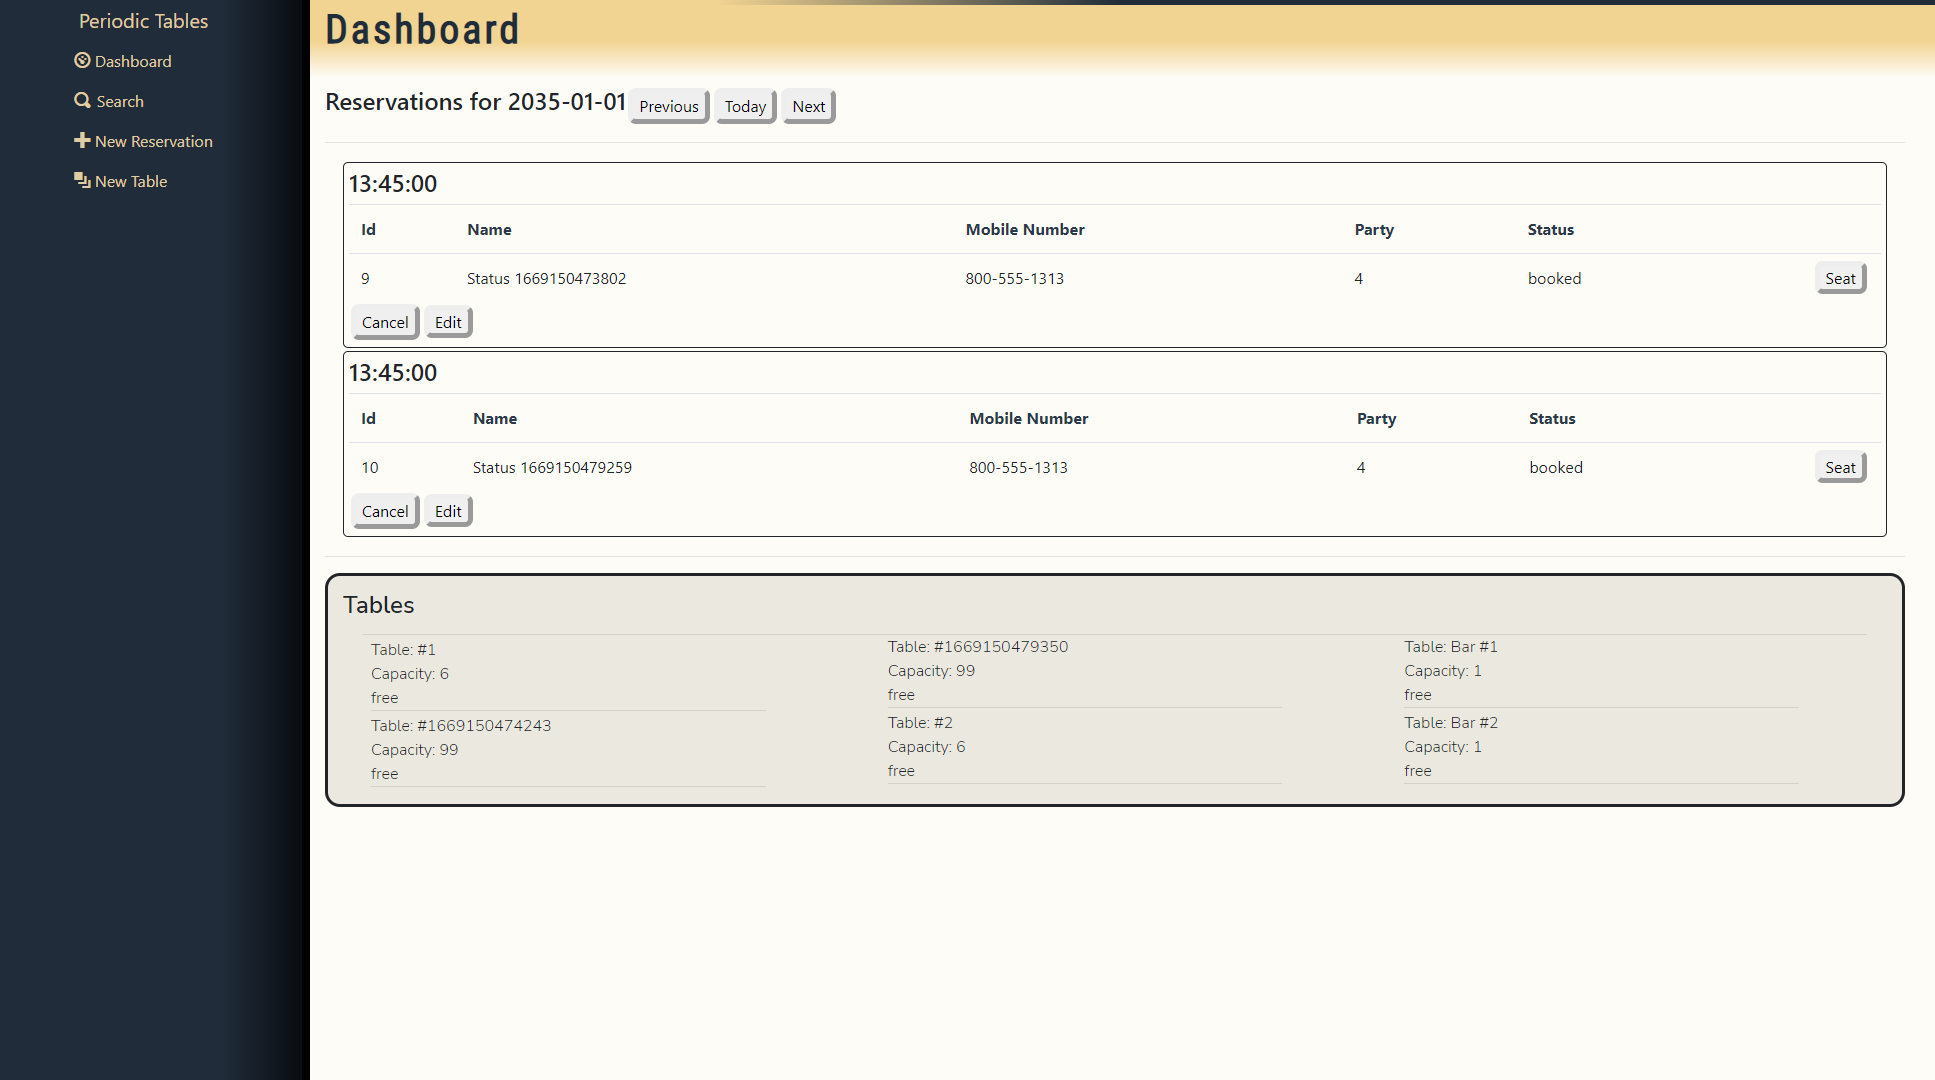 Periodic Tables
Dashboard
Search
New Reservation
New Table
Dashboard
Reservations for 2035-01-01 Previous Today Next
13:45:00
Id Name Mobile Number Party Status
9 Status 1669150473802 800-555-1313 4 booked Seat
Cancel Edit
13:45:00
Id Name Mobile Number Party Status
10 Status 1669150479259 800-555-1313 4 booked Seat
Cancel Edit
Tables
Table: #1
Capacity: 6
free
Table: #1669150474243
Capacity: 99
free
Table: #1669150479350
Capacity: 99
free
Table: #2
Capacity: 6
free
Table: Bar #1
Capacity: 1
free
Table: Bar #2
Capacity: 1
free